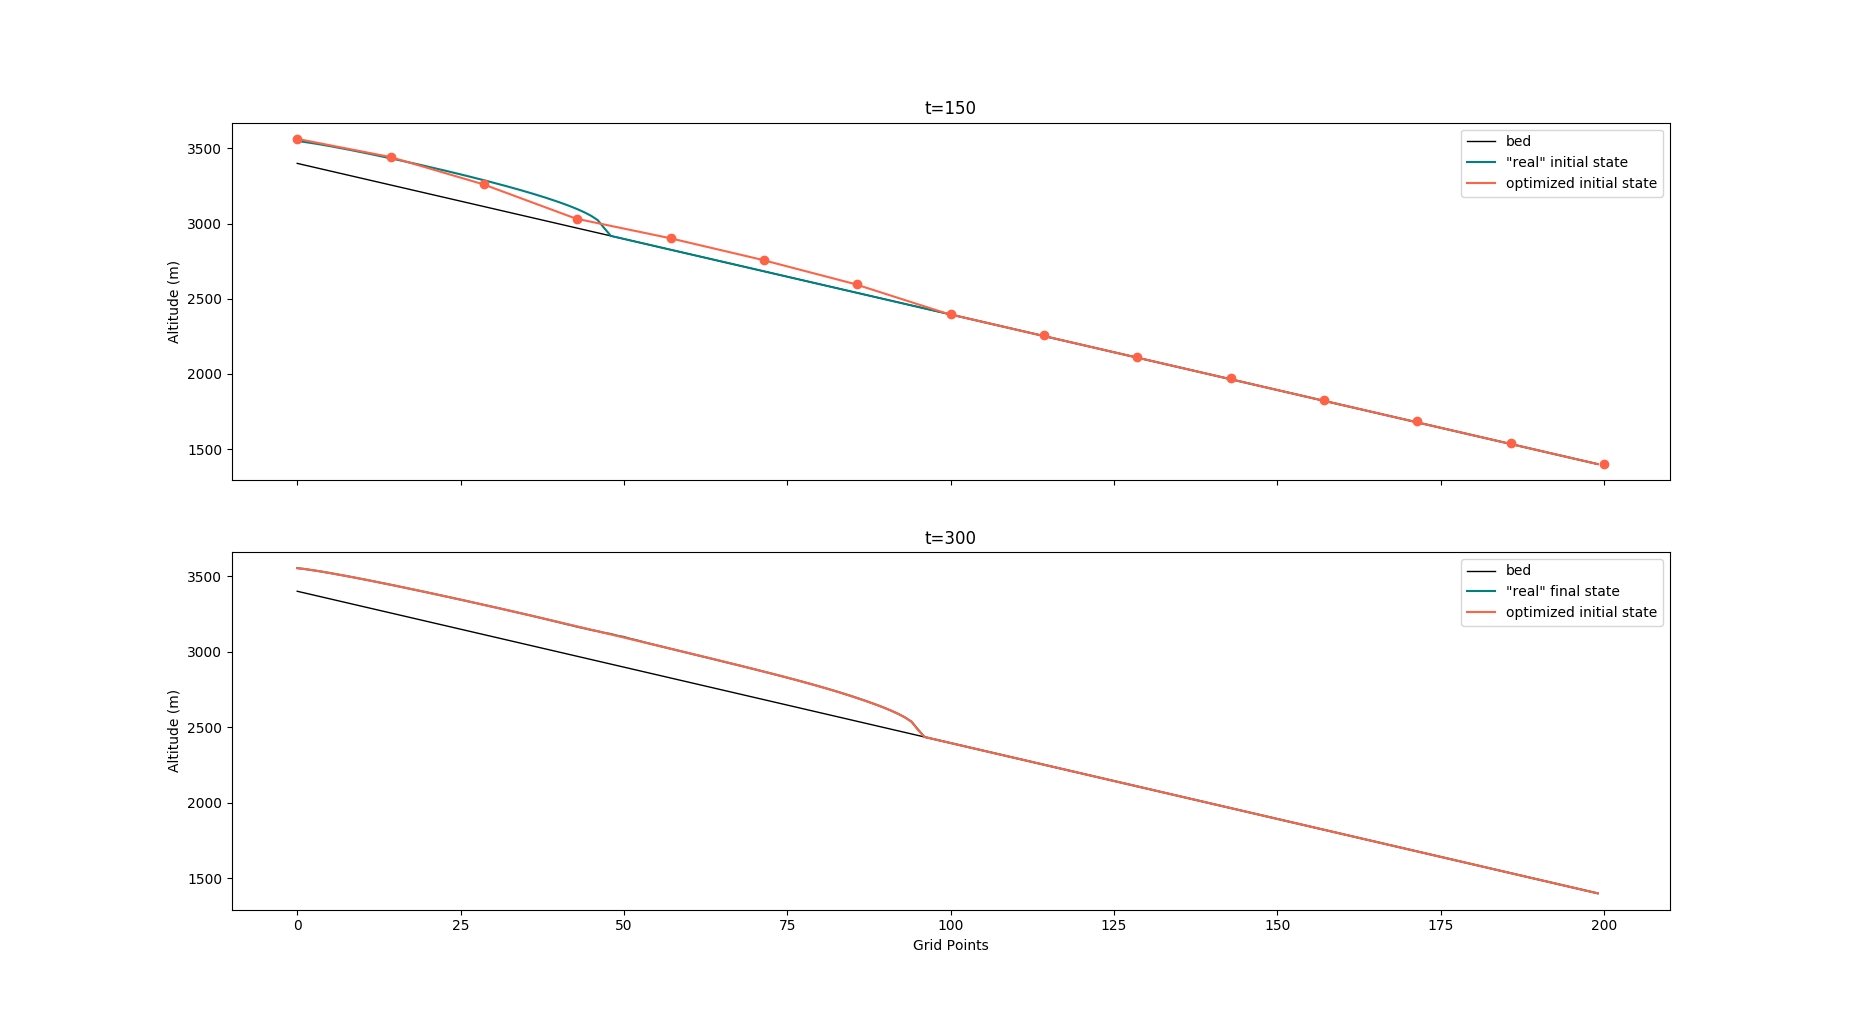 t=150
bed
"real" initial state
optimized initial state
3500
3000
2500
2000
1500
Altitude (m)
t=300
bed
"real" final state
optimized initial state
3500
3000
2500
2000
1500
Altitude (m)
0 25 50 75 100 125 150 175 200
Grid Points